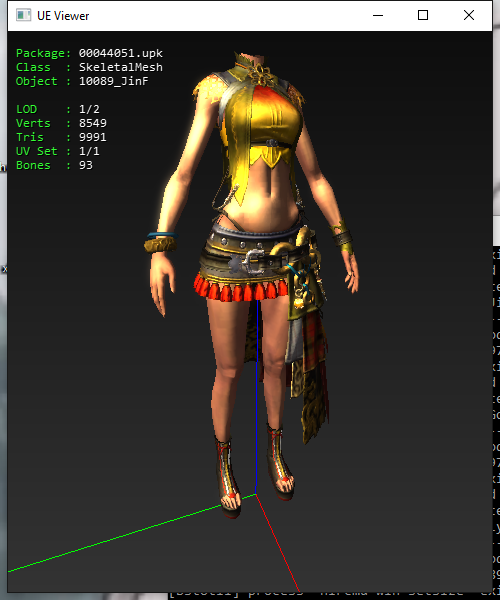 UE Viewer
Package: 00044051.upk
Class : SkeletalMesh
Object : 10089_JinF
LOD : 1/2
Verts : 8549
Tris : 9991
UV Set : 1/1
Bones : 93